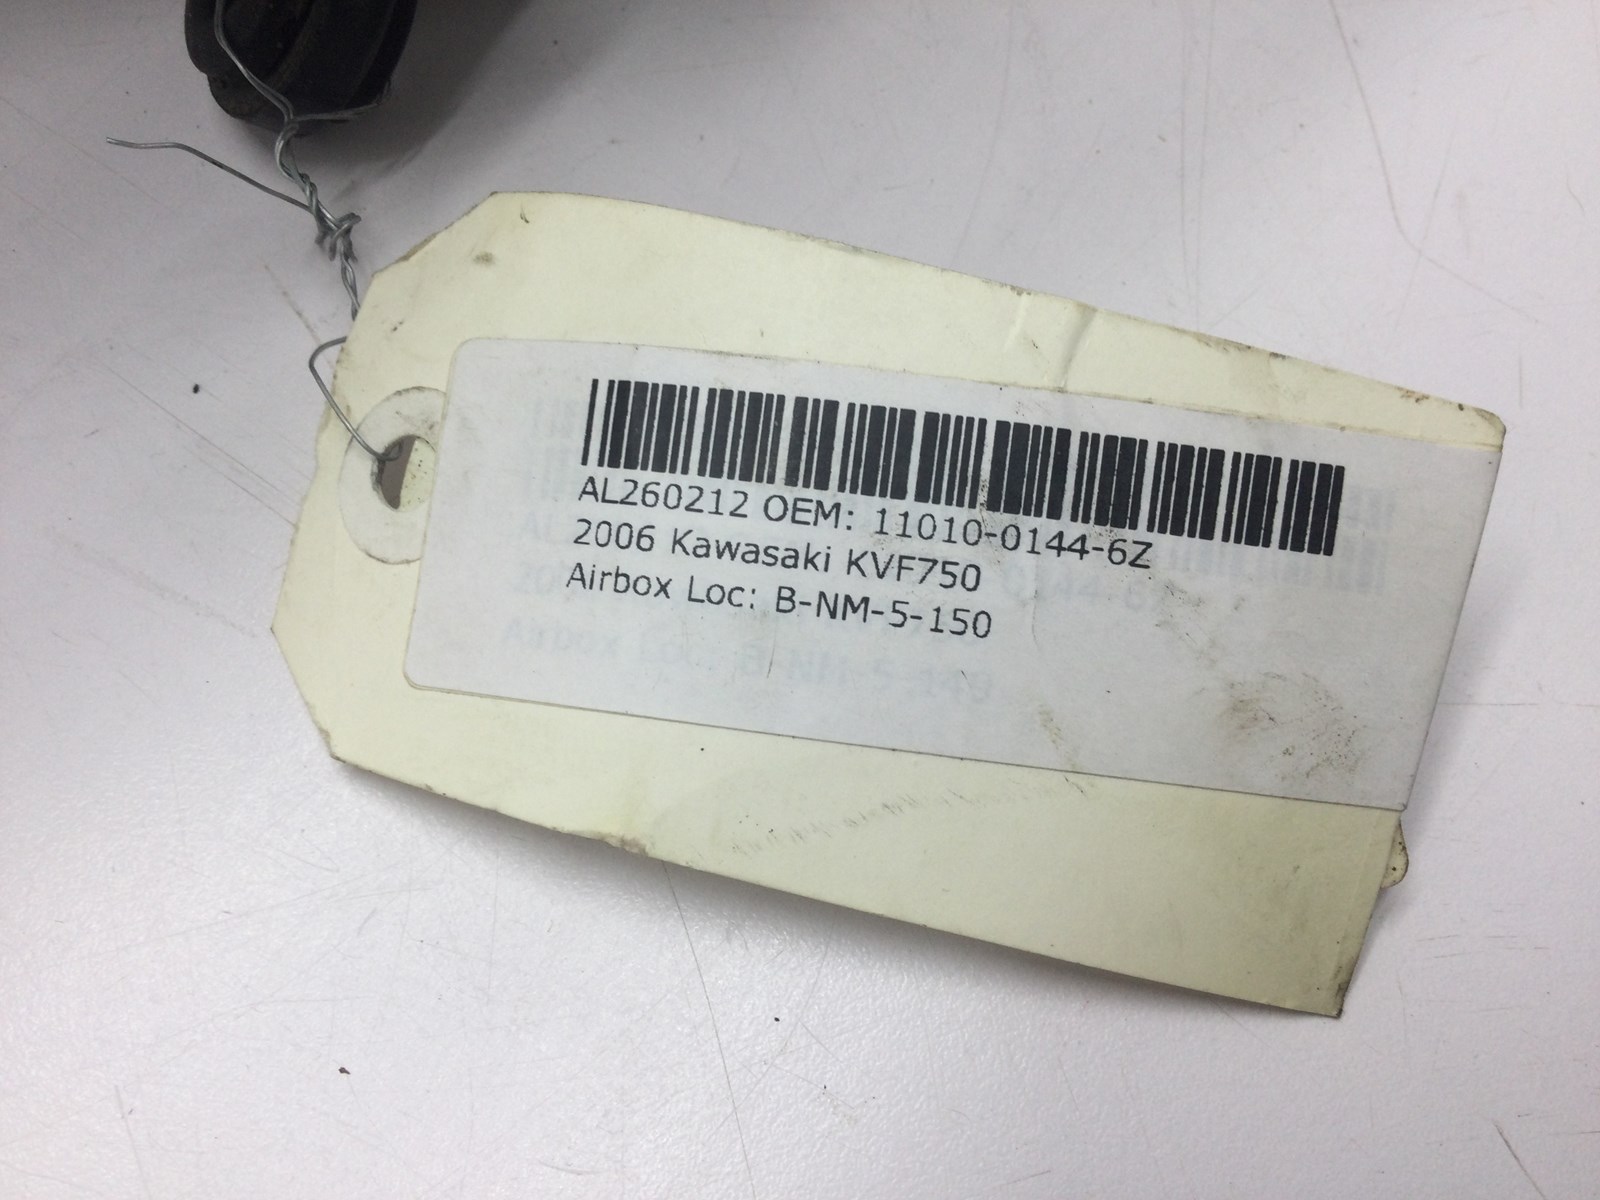 AL260212 OEM: 11010-0144-6Z
2006 Kawasaki KVF750
Airbox Loc: B-NM-5-150